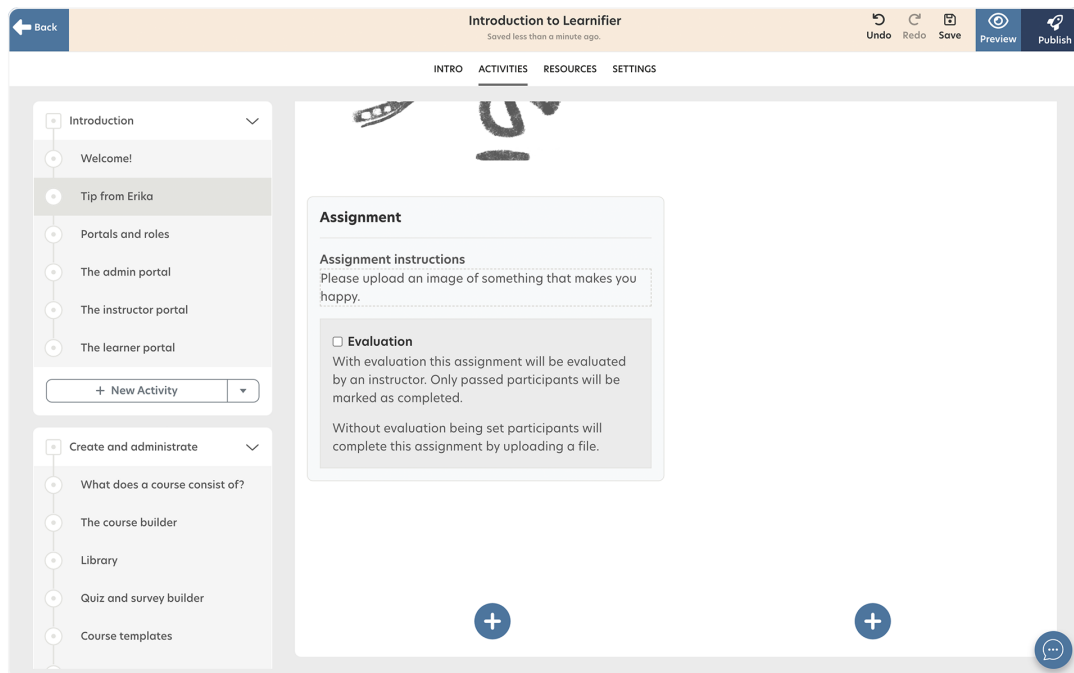 Back
Introduction to Learnifier
Saved less than a minute ago.
Undo
Redo
Save
Preview
Publish
INTRO
ACTIVITIES
RESOURCES
SETTINGS
Introduction
Welcome!
Tip from Erika
Portals and roles
The admin portal
The instructor portal
The learner portal
+ New Activity
Create and administrate
What does a course consist of?
The course builder
Library
Quiz and survey builder
Course templates
Assignment
Assignment instructions
Please upload an image of something that makes you
happy.
Evaluation
With evaluation this assignment will be evaluated
by an instructor. Only passed participants will be
marked as completed.
Without evaluation being set participants will
complete this assignment by uploading a file.